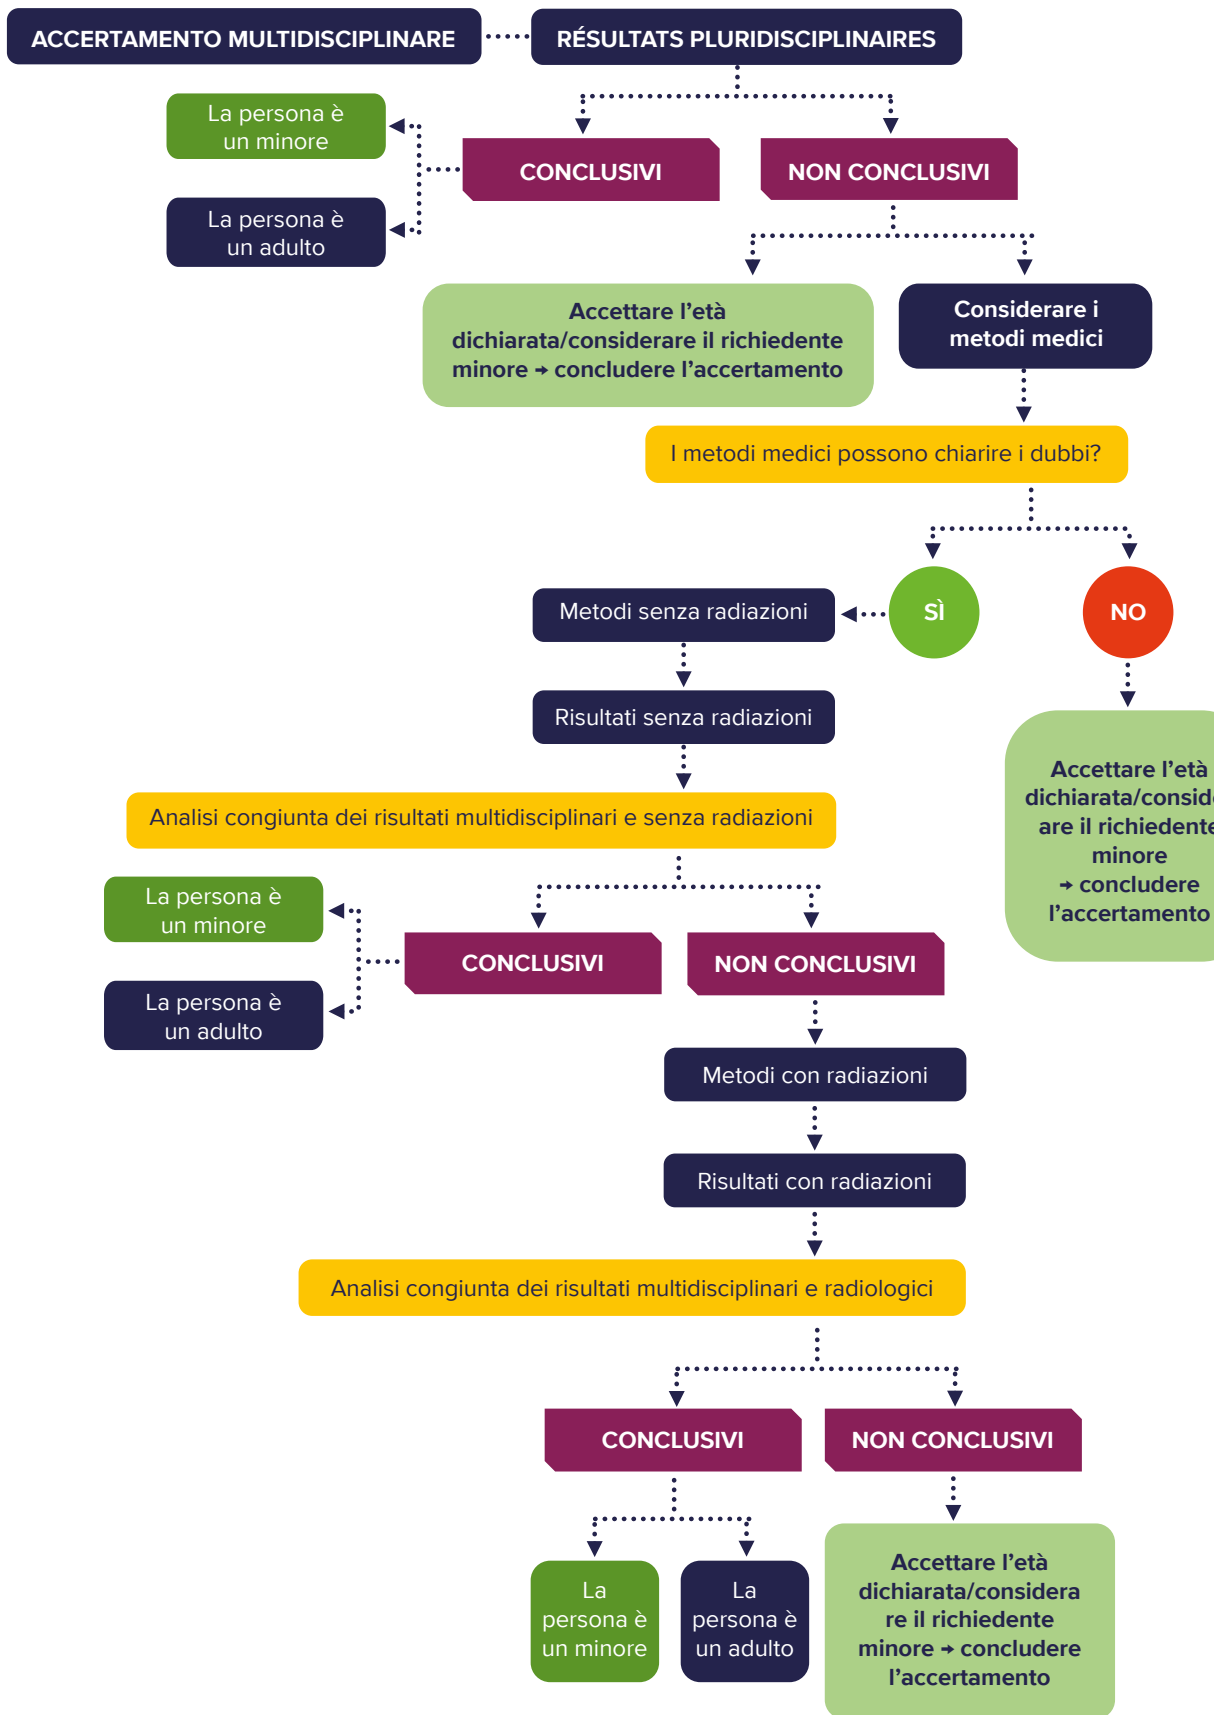 ACCERTAMENTO MULTIDISCIPLINARE
RÉSULTATS PLURIDISCIPLINAIRES
La persona è
un minore
CONCLUSIVI
NON CONCLUSIVI
La persona è
un adulto
Accettare l’età
dichiarata/considerare il richiedente
minore → concludere l’accertamento
Considerare i
metodi medici
I metodi medici possono chiarire i dubbi?
SÌ
NO
Metodi senza radiazioni
Risultati senza radiazioni
Accettare l’età
dichiarata/conside
are il richiedente
minore
→ concludere
l’accertamento
Analisi congiunta dei risultati multidisciplinari e senza radiazioni
La persona è
un minore
CONCLUSIVI
NON CONCLUSIVI
La persona è
un adulto
Metodi con radiazioni
Risultati con radiazioni
Analisi congiunta dei risultati multidisciplinari e radiologici
CONCLUSIVI
NON CONCLUSIVI
La
persona è
un minore
La
persona è
un adulto
Accettare l’età
dichiarata/considera
re il richiedente
minore → concludere
l’accertamento